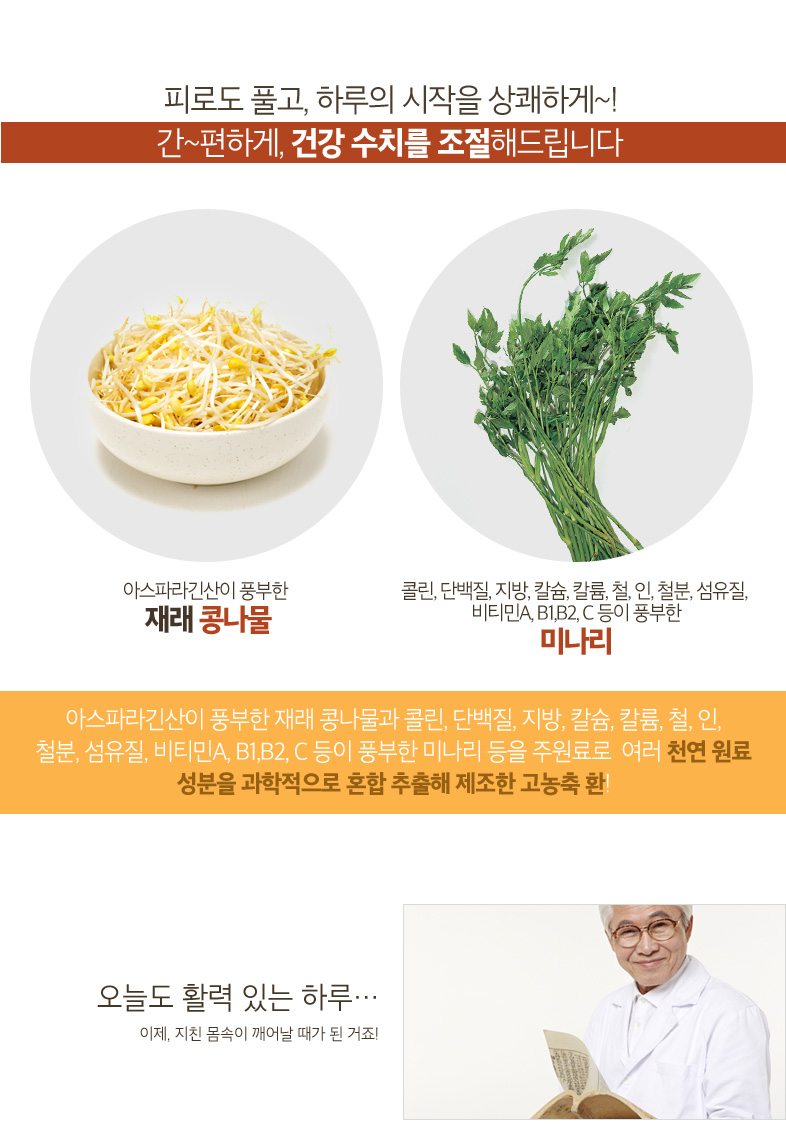 피로도 풀고, 하루의 시작을 상쾌하게~!
간~편하게, 건강 수치를 조절해드립니다
아스파라긴산이 풍부한
재래 콩나물
콜린, 단백질, 지방, 칼슘, 칼륨, 철, 인, 철분, 섬유질,
비티민A, B1,B2, C 등이 풍부한
미나리
아스파라긴산이 풍부한 재래 콩나물과 콜린, 단백질, 지방, 칼슘, 칼륨, 철, 인,
철분, 섬유질, 비티민A, B1,B2, C 등이 풍부한 미나리 등을 주원료로 여러 천연 원료
성분을 과학적으로 혼합 추출해 제조한 고농축 환!
오늘도 활력 있는 하루…
이제, 지친 몸속이 깨어날 때가 된 거죠!